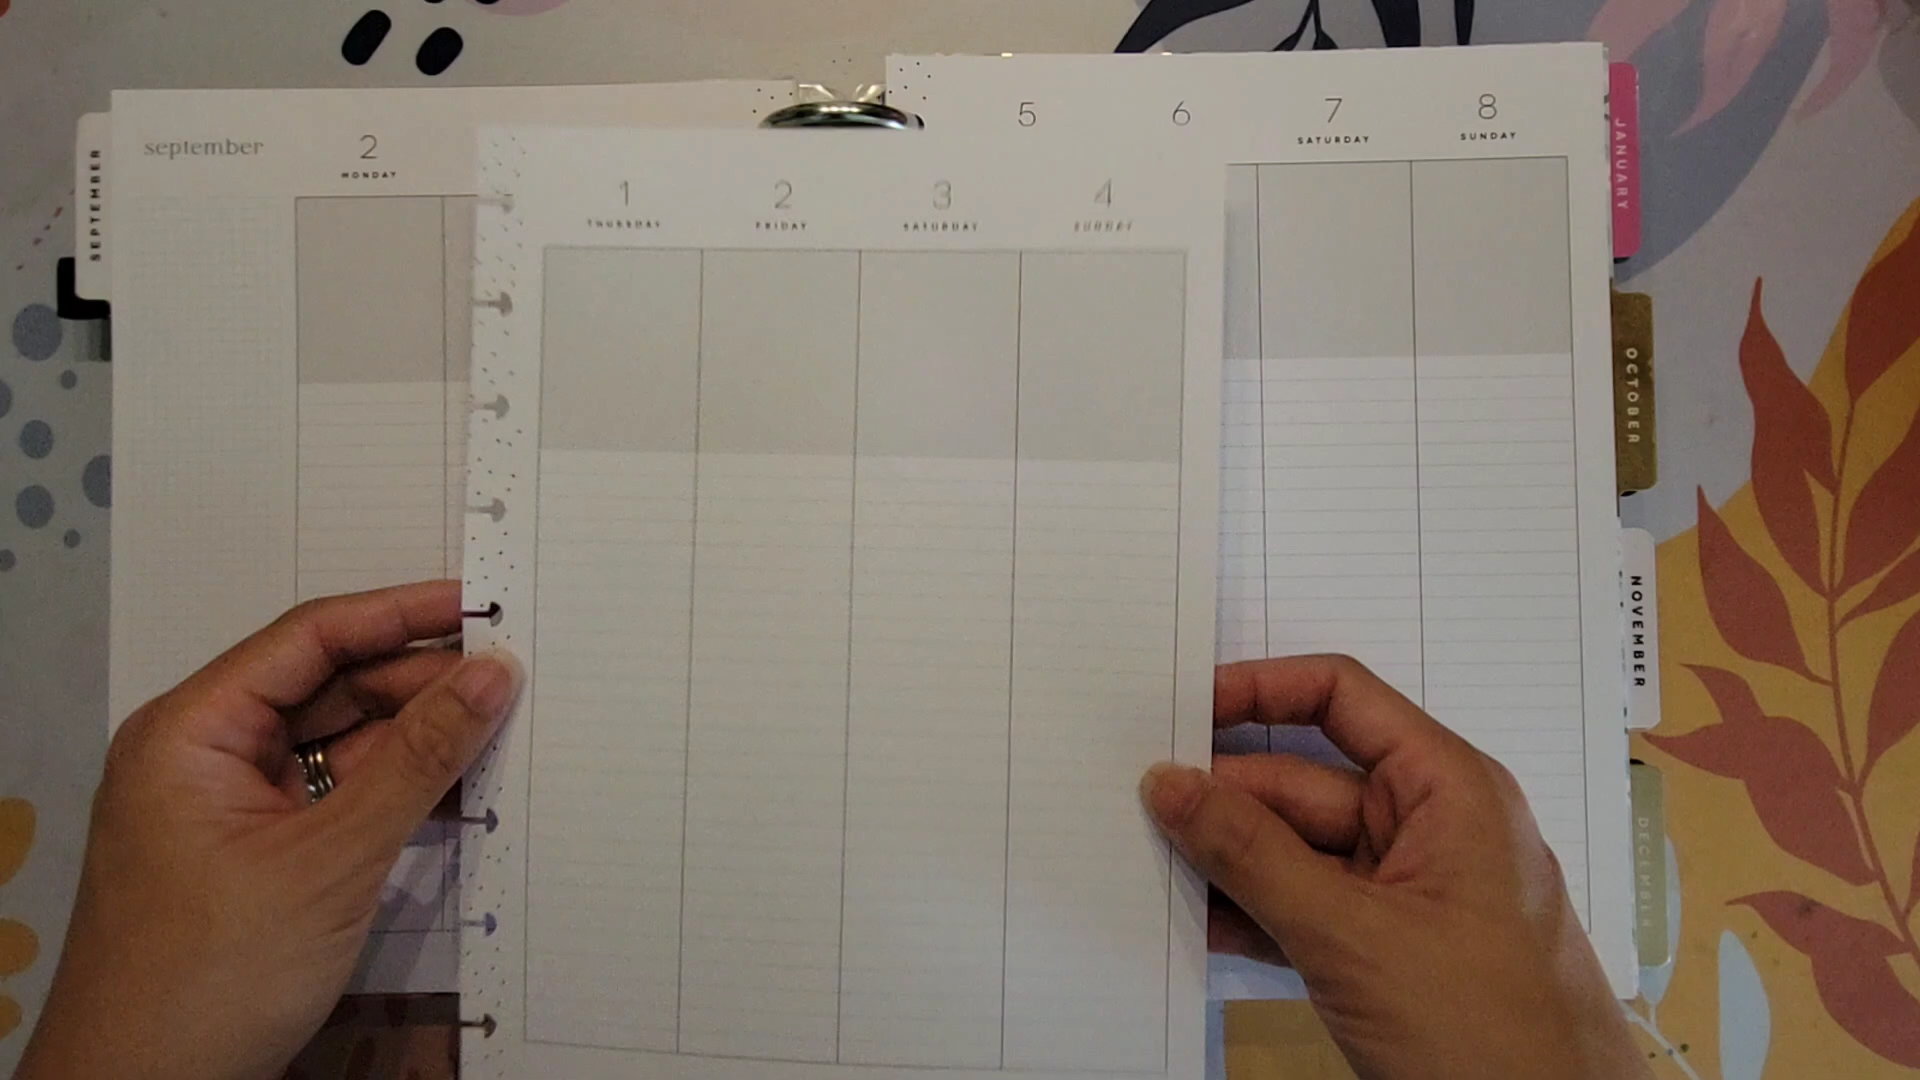 SEPTEMBER
september
2
MONDAY
1 2 3 4
THURSDAY FRIDAY SATURDAY SUNDAY
5 6 7 8
SATURDAY SUNDAY
JANUARY
OCTOBER
NOVEMBER
DECEMBER